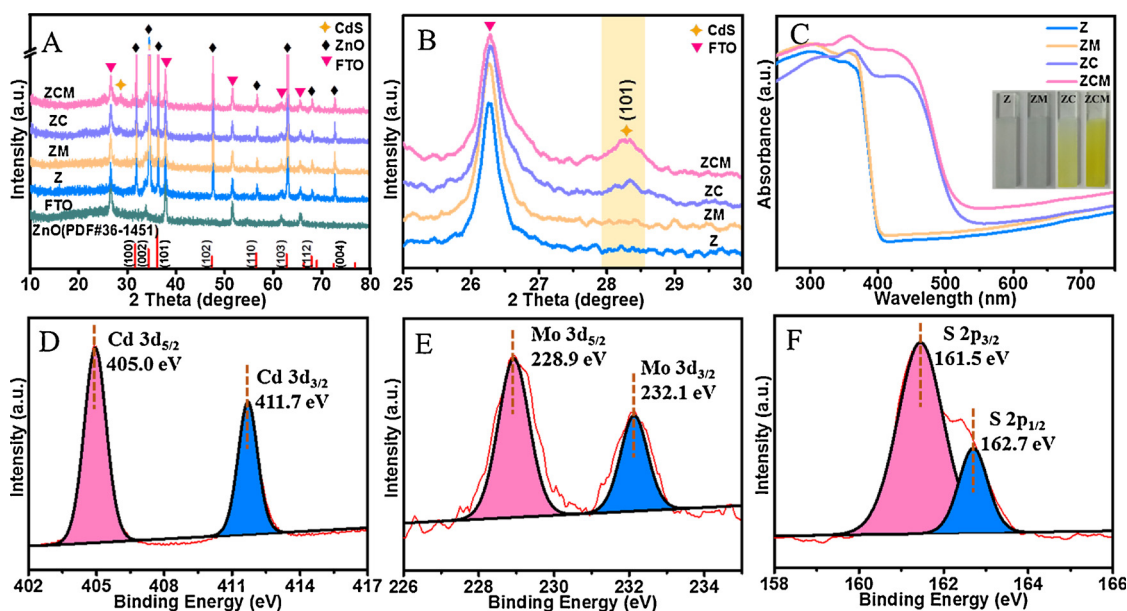 A
CdS
ZnO
FTO
ZCM
ZC
ZM
Z
FTO
ZnO(PDF#36-1451)
(100)
(002)
(101)
(102)
(110)
(103)
(112)
(004)
10 20 30 40 50 60 70 80
2 Theta (degree)
Intensity (a.u.)
B
CdS
FTO
(101)
ZCM
ZC
ZM
Z
25 26 27 28 29 30
2 Theta (degree)
Intensity (a.u.)
C
Z
ZM
ZC
ZCM
Z ZM ZC ZCM
300 400 500 600 700
Wavelength (nm)
Absorbance (a.u.)
D
Cd 3d5/2
405.0 eV
Cd 3d3/2
411.7 eV
402 405 408 411 414 417
Binding Energy (eV)
Intensity (a.u.)
E
Mo 3d5/2
228.9 eV
Mo 3d3/2
232.1 eV
226 228 230 232 234
Binding Energy (eV)
Intensity (a.u.)
F
S 2p3/2
161.5 eV
S 2p1/2
162.7 eV
158 160 162 164 166
Binding Energy (eV)
Intensity (a.u.)